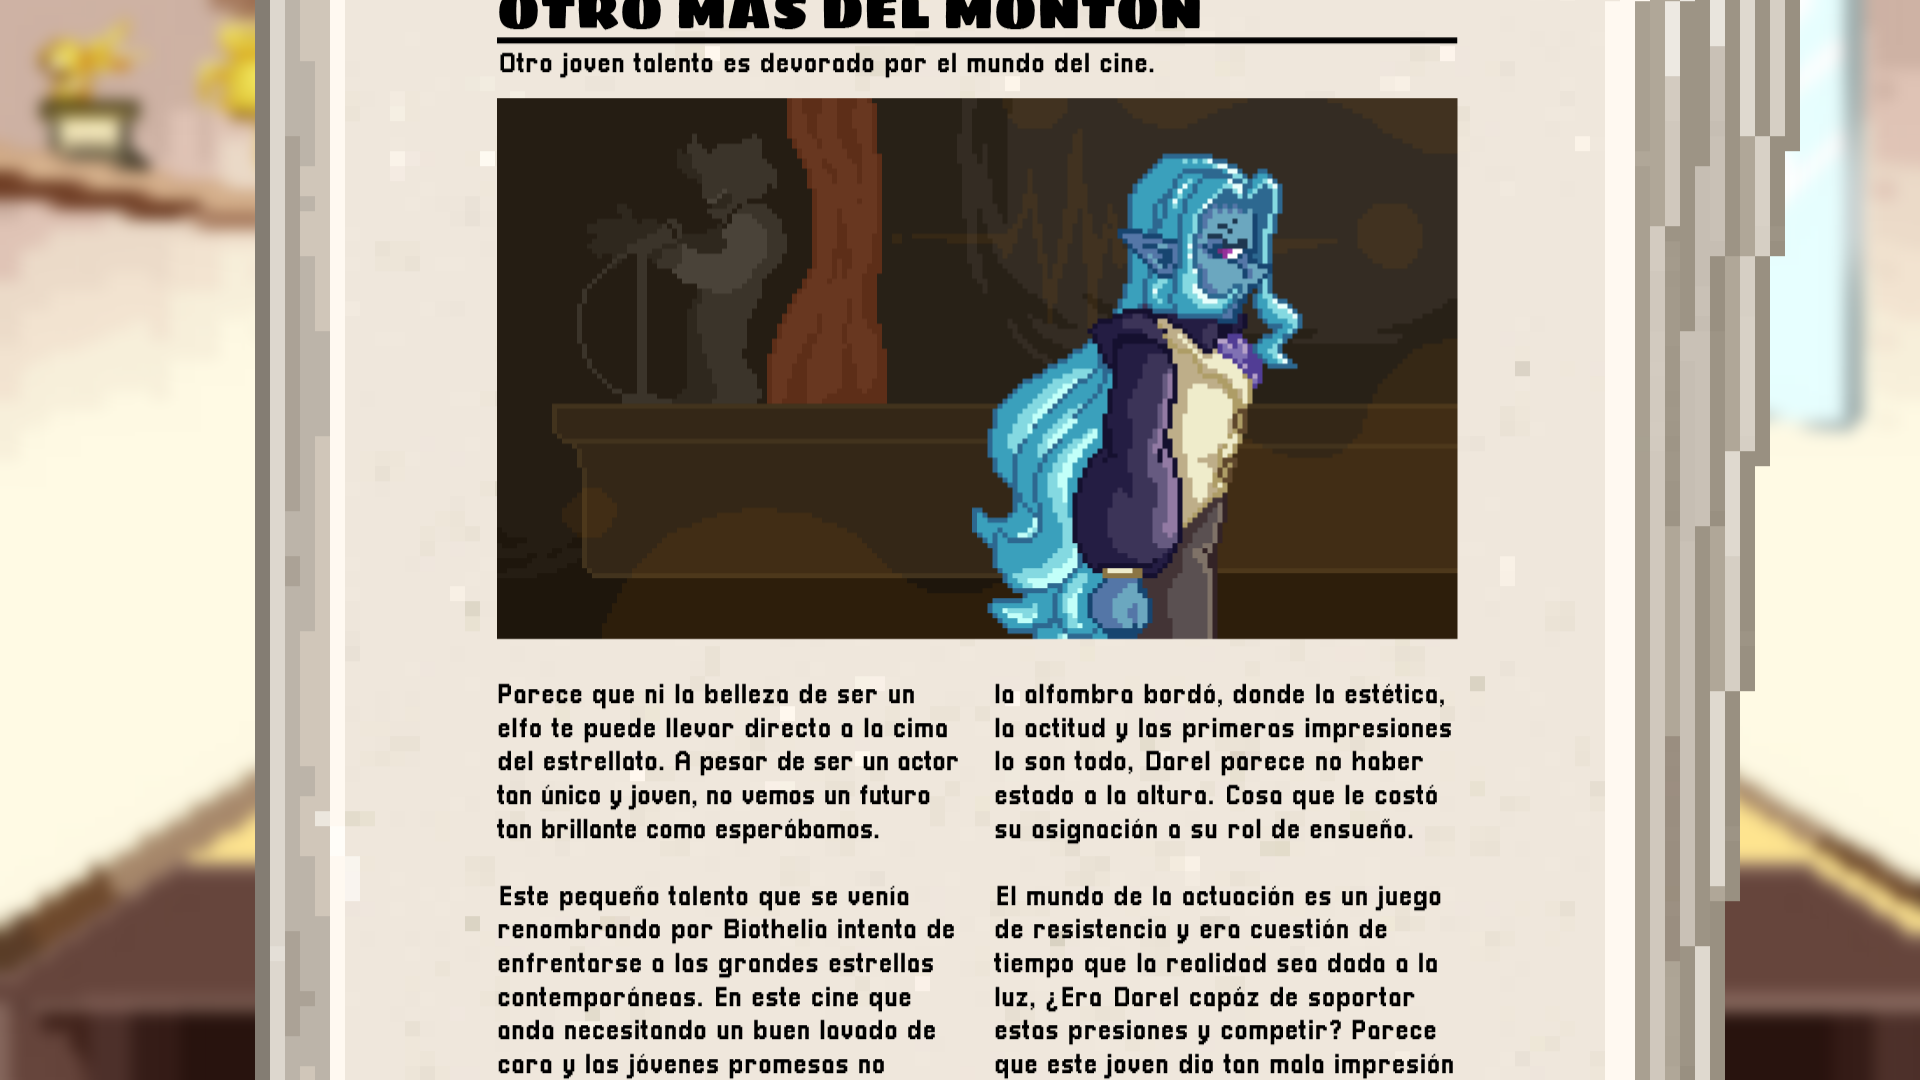 OTRO MÁS DEL MONTÓN
Otro joven talento es devorado por el mundo del cine.
Parece que ni la belleza de ser un
elfo te puede llevar directo a la cima
del estrellato. A pesar de ser un actor
tan único y joven, no vemos un futuro
tan brillante como esperábamos.
Este pequeño talento que se venía
renombrando por Biothelia intenta de
enfrentarse a las grandes estrellas
contemporáneas. En este cine que
anda necesitando un buen lavado de
cara y las jóvenes promesas no
la alfombra bordó, donde la estética,
la actitud y las primeras impresiones
lo son todo, Darel parece no haber
estado a la altura. Cosa que le costó
su asignación a su rol de ensueño.
El mundo de la actuación es un juego
de resistencia y era cuestión de
tiempo que la realidad sea dada a la
luz, ¿Era Darel capáz de soportar
estas presiones y competir? Parece
que este joven dio tan mala impresión